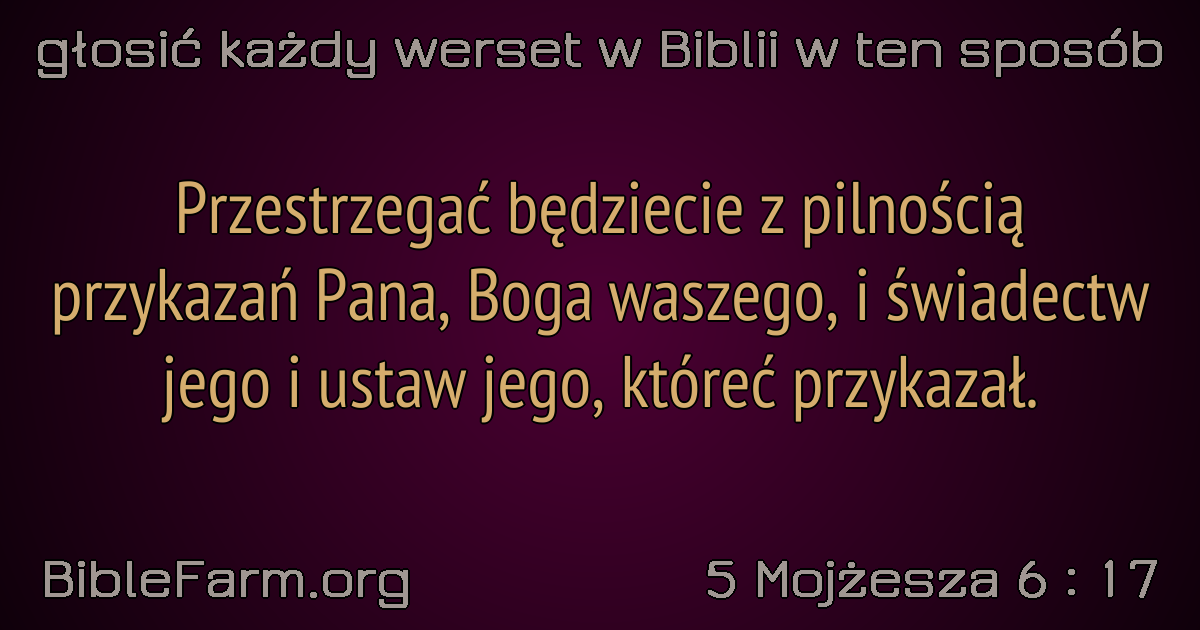 głosić każdy werset w Biblii w ten sposób
Przestrzegać będziecie z pilnością
przykazań Pana, Boga waszego, i świadectw
jego i ustaw jego, któreć przykazał.
BibleFarm.org
5 Mojżesza 6 : 17